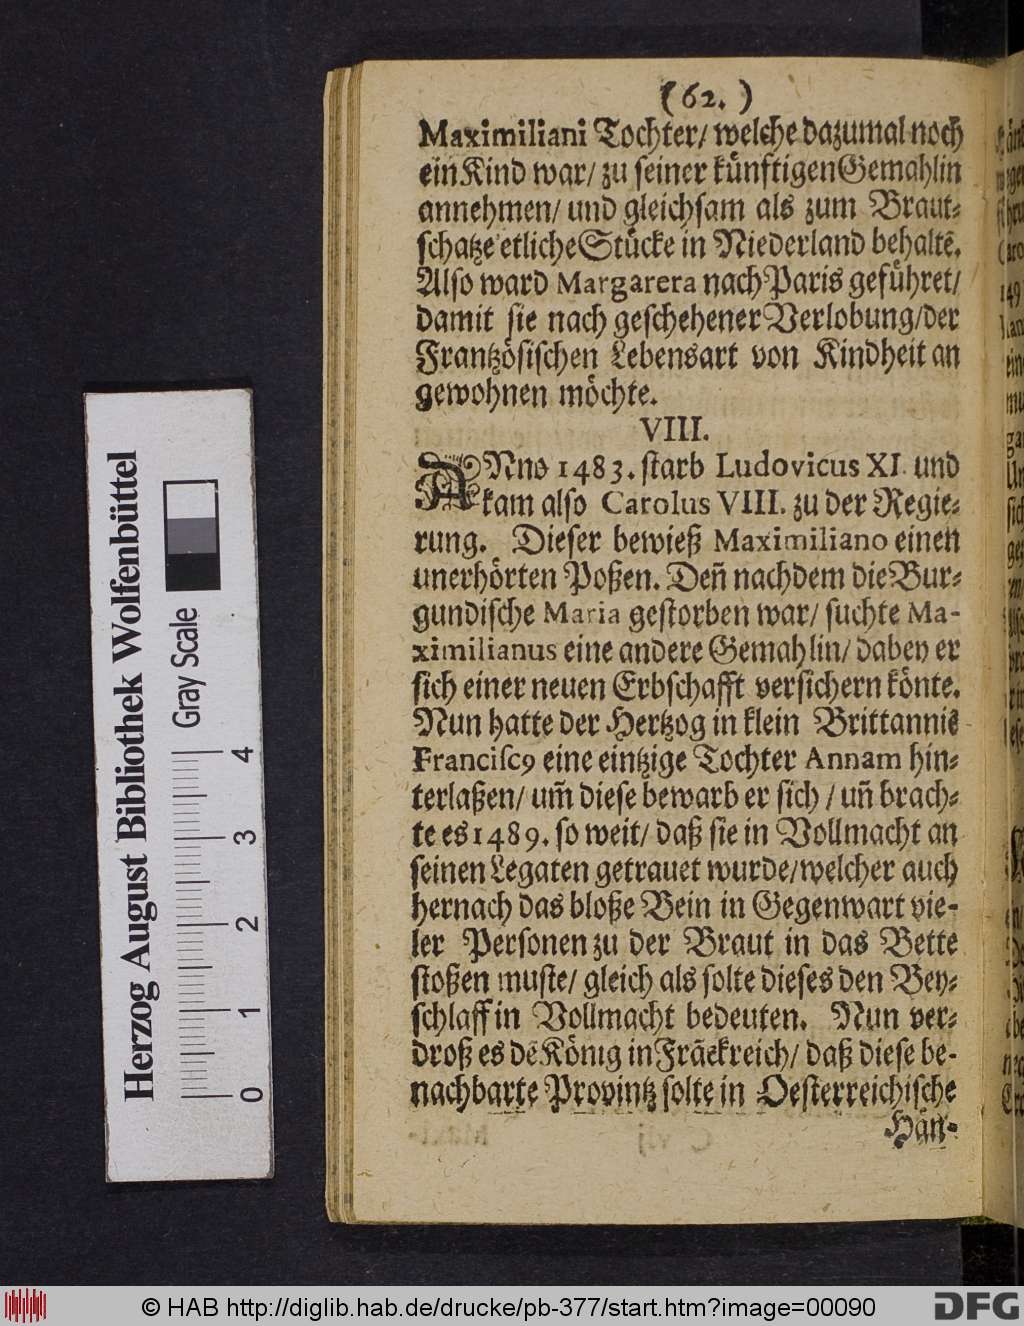 (62.)
Maximiliani Tochter/ welche dazumal noch
ein Kind war/ zu seiner künfftigen Gemahlin
annehmen/ und gleichsam als zum Braut-
schatze etliche Stücke in Niederland behaltē.
Also ward Margarera nach Paris geführet/
damit sie nach geschehener Verlobung/ der
Frantzösischen Lebensart von Kindheit an
gewohnen möchte.
VIII.
ANno 1483. starb Ludovicus XI. und
kam also Carolus VIII. zu der Regie-
rung. Dieser bewieß Maximiliano einen
unerhörten Poßen. Deñ nachdem die Bur-
gundische Maria gestorben war/ suchte Ma-
ximilianus eine andere Gemahlin/ dabey er
sich einer neuen Erbschafft versichern könte.
Nun hatte der Hertzog in klein Brittannie
Franciscꝰ eine eintzige Tochter Annam hin-
terlaßen/ um̃ diese bewarb er sich / uñ brach-
te es 1489. so weit/ daß sie in Vollmacht an
seinen Legaten getrauet wurde/ welcher auch
hernach das bloße Bein in Gegenwart vie-
ler Personen zu der Braut in das Bette
stoßen muste/ gleich als solte dieses den Bey-
schlaff in Vollmacht bedeuten. Nun ver-
droß es dē König in Frāckreich/ daß diese be-
nachbarte Provintz solte in Oesterreichische
Hän-
Herzog August Bibliothek Wolfenbüttel
Gray Scale
0 1 2 3 4
© HAB http://diglib.hab.de/drucke/pb-377/start.htm?image=00090
DFG